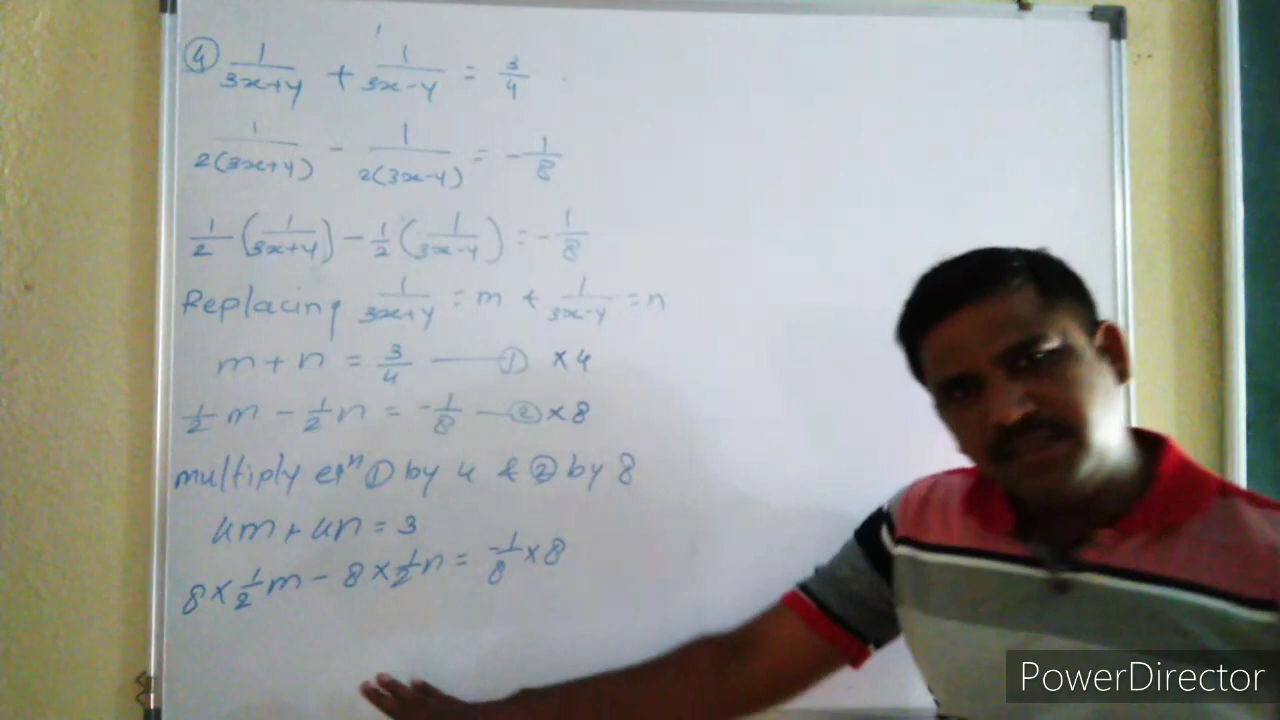 ④ 1/(3x+y) + 1/(3x-y) = 3/4
1/(2(3x+y)) - 1/(2(3x-y)) = -1/8
1/2 (1/(3x+y)) - 1/2 (1/(3x-y)) = -1/8
Replacing 1/(3x+y) = m & 1/(3x-y) = n
m + n = 3/4 —— ① ×4
1/2 m - 1/2 n = -1/8 — ② ×8
multiply eqⁿ ① by 4 & ② by 8
4m + 4n = 3
8 × 1/2 m - 8 × 1/2 n = 1/8 × 8
PowerDirector